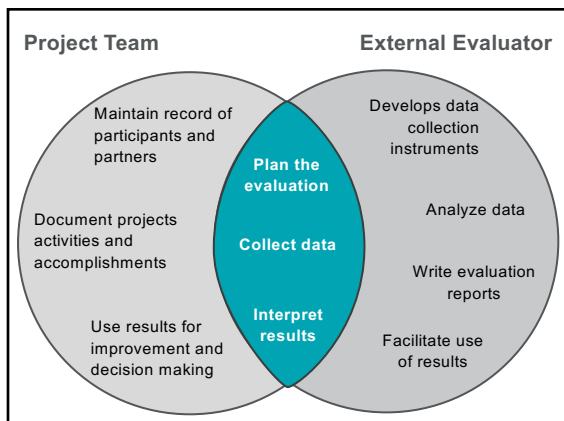 Project Team
External Evaluator
Maintain record of
participants and
partners
Document projects
activities and
accomplishments
Use results for
improvement and
decision making
Plan the
evaluation
Collect data
Interpret
results
Develops data
collection
instruments
Analyze data
Write evaluation
reports
Facilitate use
of results